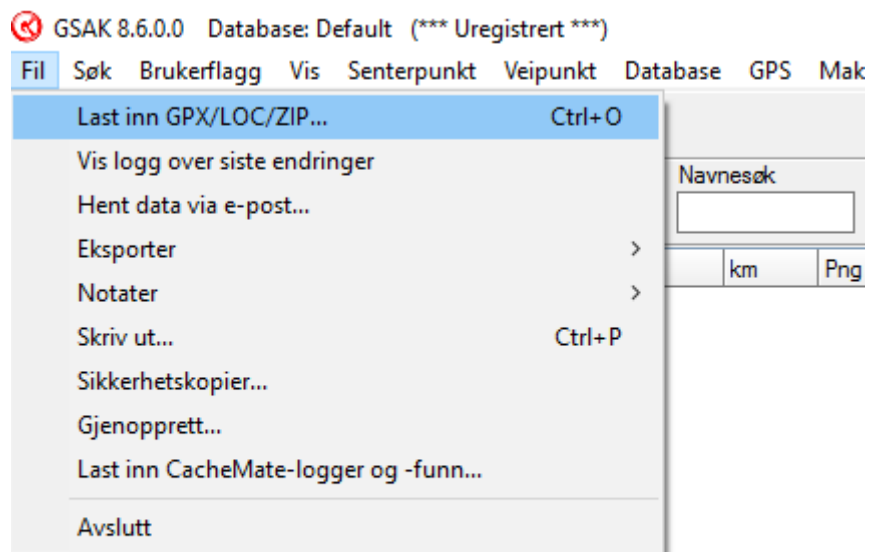 GSAK 8.6.0.0 Database: Default (*** Uregistrert ***)
Fil Søk Brukerflagg Vis Senterpunkt Veipunkt Database GPS Mak
Last inn GPX/LOC/ZIP... Ctrl+O
Vis logg over siste endringer
Navnesøk
Hent data via e-post...
Eksporter
km Png
Notater
Skriv ut... Ctrl+P
Sikkerhetskopier...
Gjenopprett...
Last inn CacheMate-logger og -funn...
Avslutt